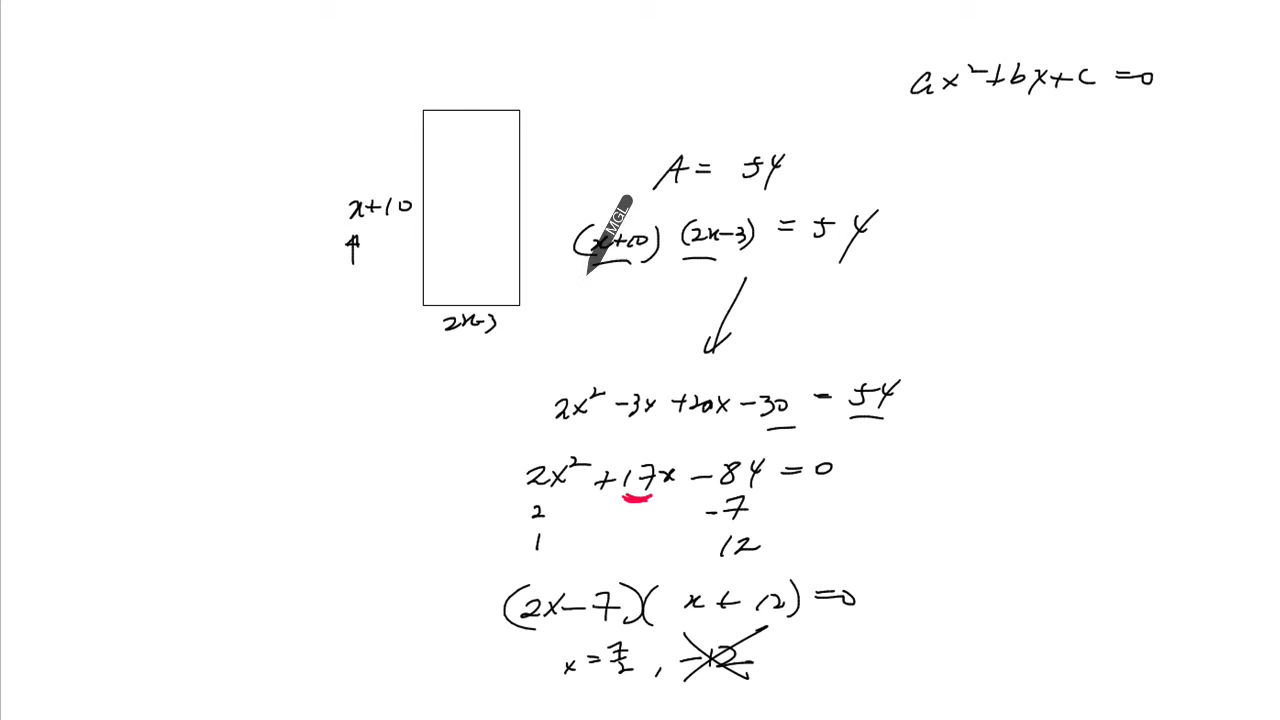 ax²+bx+c=0
A = 54
x+10
(x+10) (2x-3) = 54
MGL
2x-3
2x² -3x +20x -30 = 54
2x² +17x -84 = 0
2 -7
1 12
(2x-7)(x+12)=0
x = 7/2 , -12